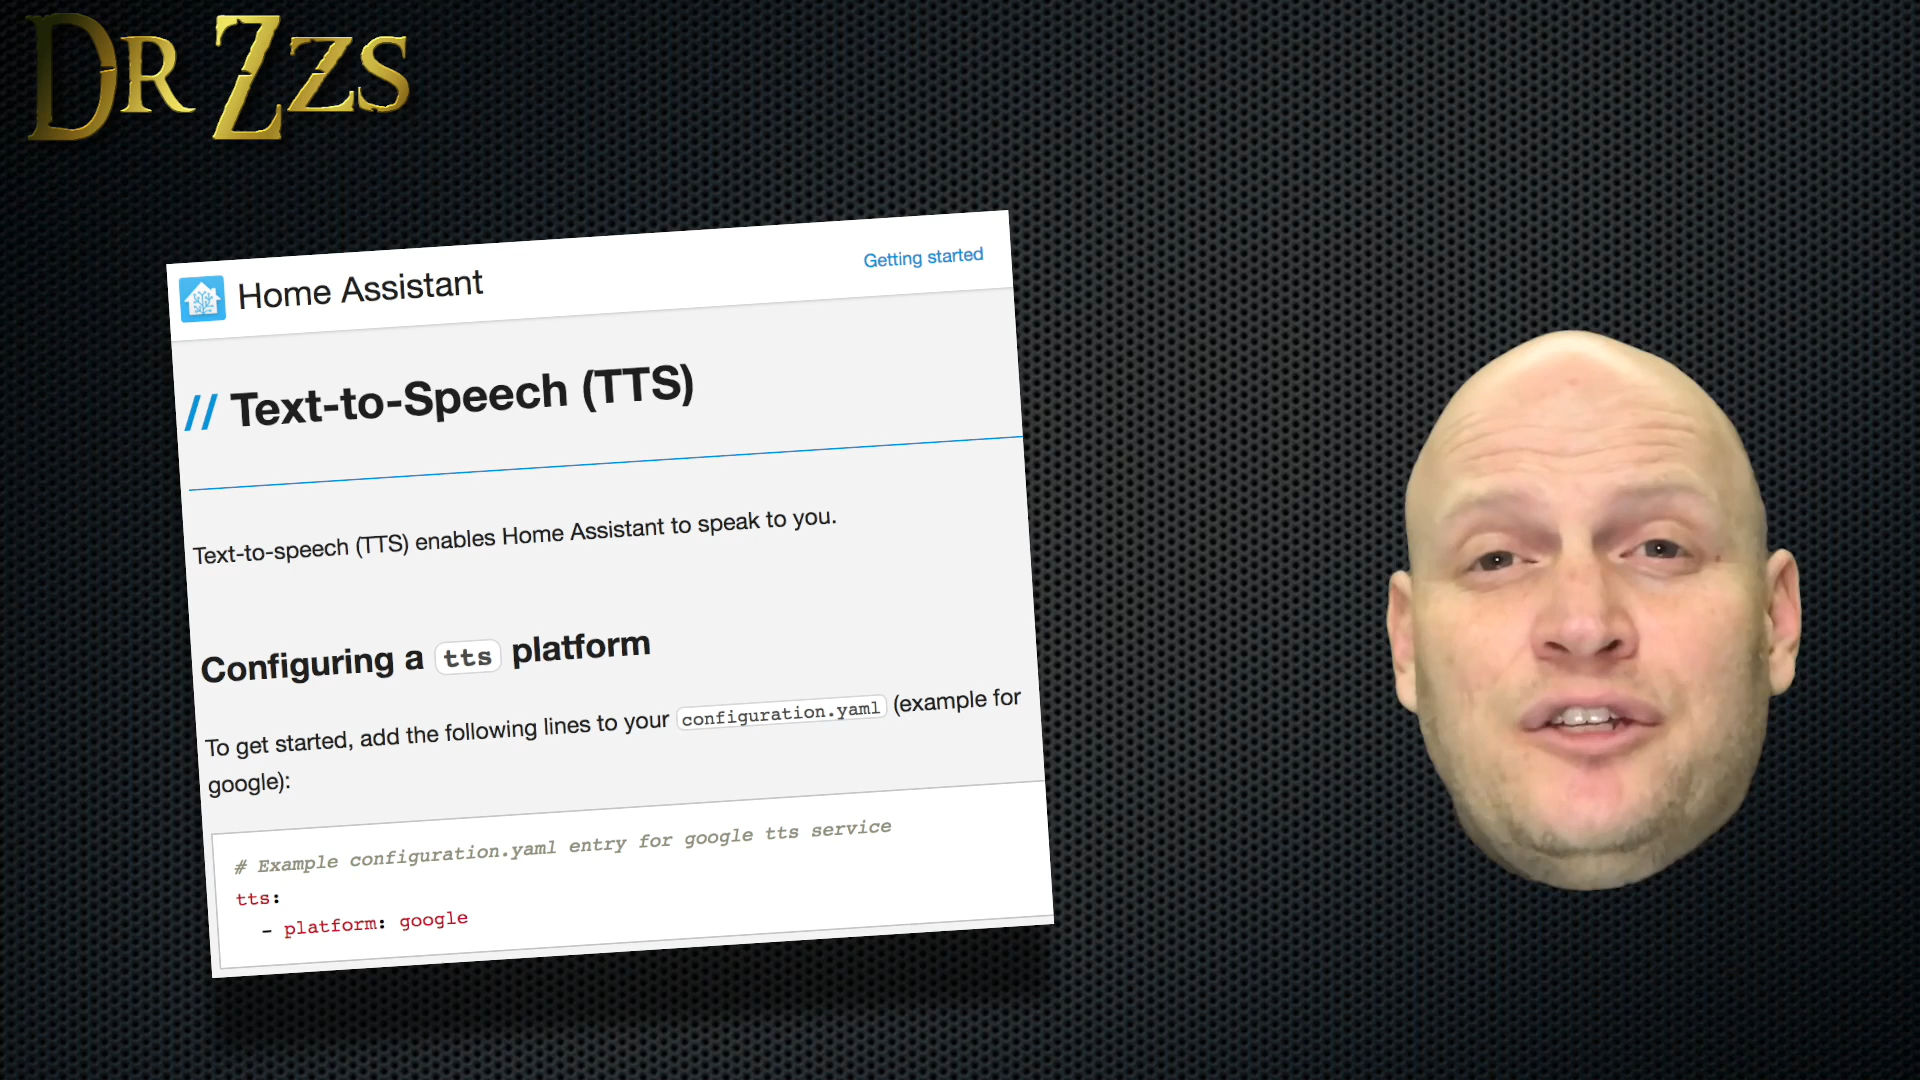 Dr Zzs
Home Assistant
Getting started
// Text-to-Speech (TTS)
Text-to-speech (TTS) enables Home Assistant to speak to you.
Configuring a tts platform
To get started, add the following lines to your configuration.yaml (example for
google):
# Example configuration.yaml entry for google tts service
tts:
- platform: google